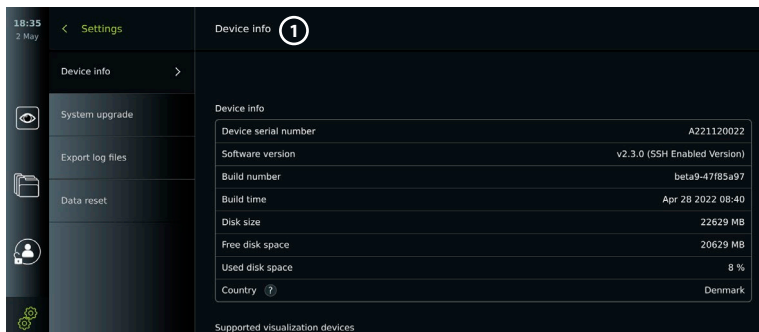 18:35
2 May
Settings
Device info
1
Device info
System upgrade
Export log files
Data reset
Device info
Device serial number A221120022
Software version v2.3.0 (SSH Enabled Version)
Build number beta9-47f85a97
Build time Apr 28 2022 08:40
Disk size 22629 MB
Free disk space 20629 MB
Used disk space 8 %
Country ? Denmark
Supported visualization devices